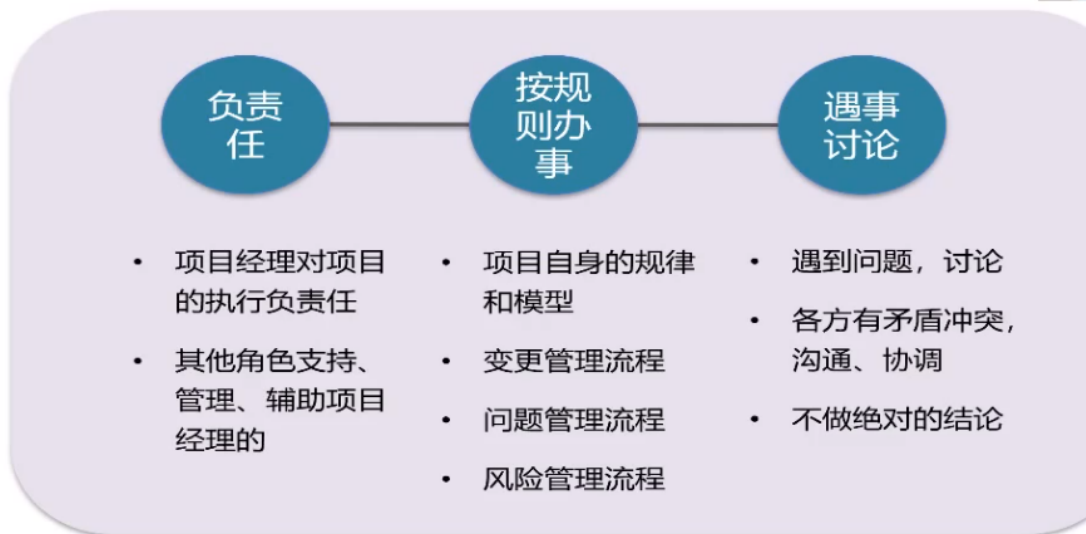 负责
任
按规
则办
事
遇事
讨论
• 项目经理对项目
的执行负责任
• 其他角色支持、
管理、辅助项目
经理的
• 项目自身的规律
和模型
• 变更管理流程
• 问题管理流程
• 风险管理流程
• 遇到问题，讨论
• 各方有矛盾冲突，
沟通、协调
• 不做绝对的结论